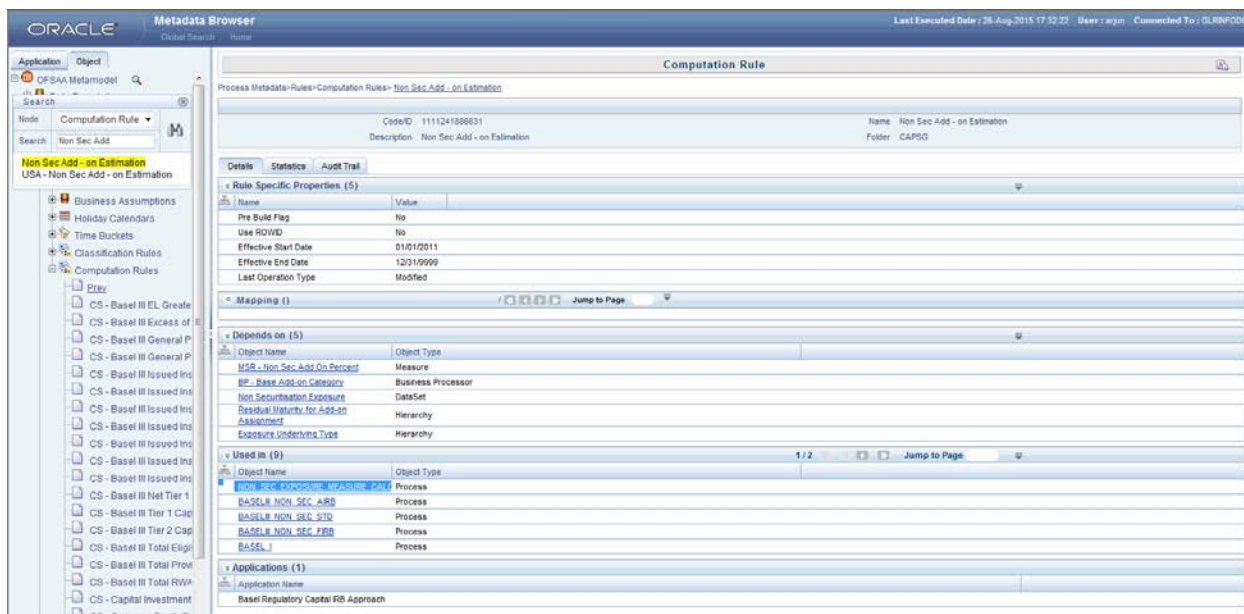 ORACLE
Metadata Browser
Global Search Home
Last Executed Date : 26-Aug-2015 17:32:22 User : arjun Connected To :
Application Object
OFSAA Metamodel
Search
Node Computation Rule
Search Non Sec Add
Non Sec Add - on Estimation
USA - Non Sec Add - on Estimation
Business Assumptions
Holiday Calendars
Time Buckets
Classification Rules
Computation Rules
Prev
CS - Basel III EL Greate
CS - Basel III Excess of
CS - Basel III General P
CS - Basel III General P
CS - Basel III Issued Ins
CS - Basel III Issued Ins
CS - Basel III Issued Ins
CS - Basel III Issued Ins
CS - Basel III Issued Ins
CS - Basel III Issued Ins
CS - Basel III Issued Ins
CS - Basel III Net Tier 1
CS - Basel III Tier 1 Cap
CS - Basel III Tier 2 Cap
CS - Basel III Total Eligil
CS - Basel III Total Provi
CS - Basel III Total RWA
CS - Capital Investment
Computation Rule
Process Metadata>Rules>Computation Rules> Non Sec Add - on Estimation
Code/ID 1111241886631
Name Non Sec Add - on Estimation
Description Non Sec Add - on Estimation
Folder CAPSG
Details Statistics Audit Trail
Rule Specific Properties (5)
Name Value
Pre Build Flag No
Use ROWID No
Effective Start Date 01/01/2011
Effective End Date 12/31/9999
Last Operation Type Modified
Mapping () / Jump to Page
Depends on (5)
Object Name Object Type
MSR - Non Sec Add On Percent Measure
BP - Base Add-on Category Business Processor
Non Securitisation Exposure DataSet
Residual Maturity for Add-on Assignment Hierarchy
Exposure Underlying Type Hierarchy
Used in (9) 1 / 2 Jump to Page
Object Name Object Type
NON_SEC_EXPOSURE_MEASURE_CALC Process
BASELII_NON_SEC_AIRB Process
BASELII_NON_SEC_STD Process
BASELII_NON_SEC_FIRB Process
BASEL_I Process
Applications (1)
Application Name
Basel Regulatory Capital IRB Approach